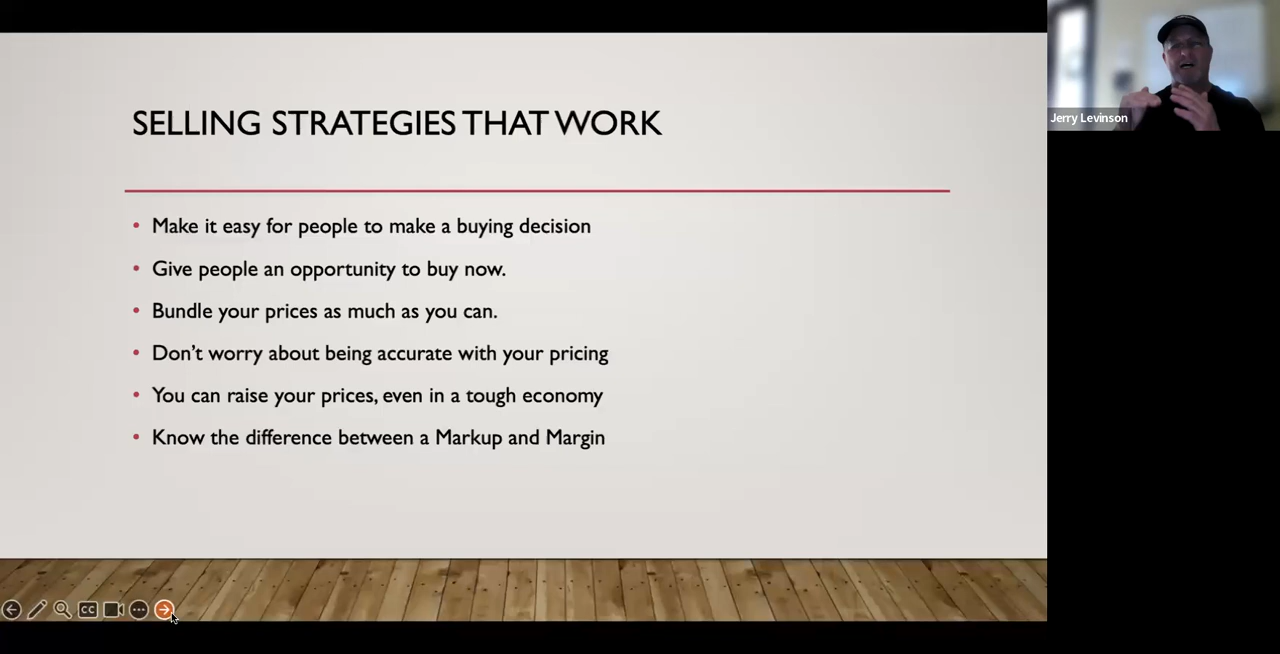 SELLING STRATEGIES THAT WORK
• Make it easy for people to make a buying decision
• Give people an opportunity to buy now.
• Bundle your prices as much as you can.
• Don’t worry about being accurate with your pricing
• You can raise your prices, even in a tough economy
• Know the difference between a Markup and Margin
Jerry Levinson
CC